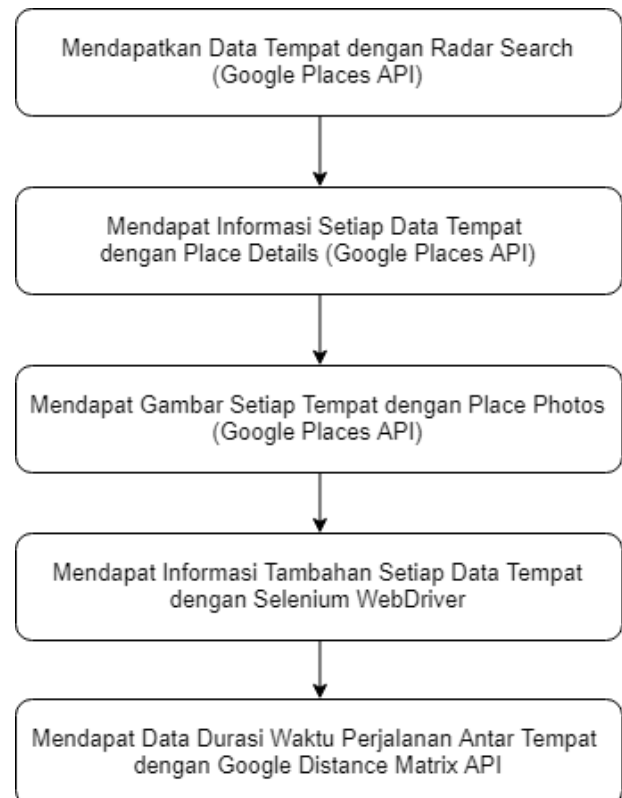 Mendapatkan Data Tempat dengan Radar Search
(Google Places API)
Mendapat Informasi Setiap Data Tempat
dengan Place Details (Google Places API)
Mendapat Gambar Setiap Tempat dengan Place Photos
(Google Places API)
Mendapat Informasi Tambahan Setiap Data Tempat
dengan Selenium WebDriver
Mendapat Data Durasi Waktu Perjalanan Antar Tempat
dengan Google Distance Matrix API